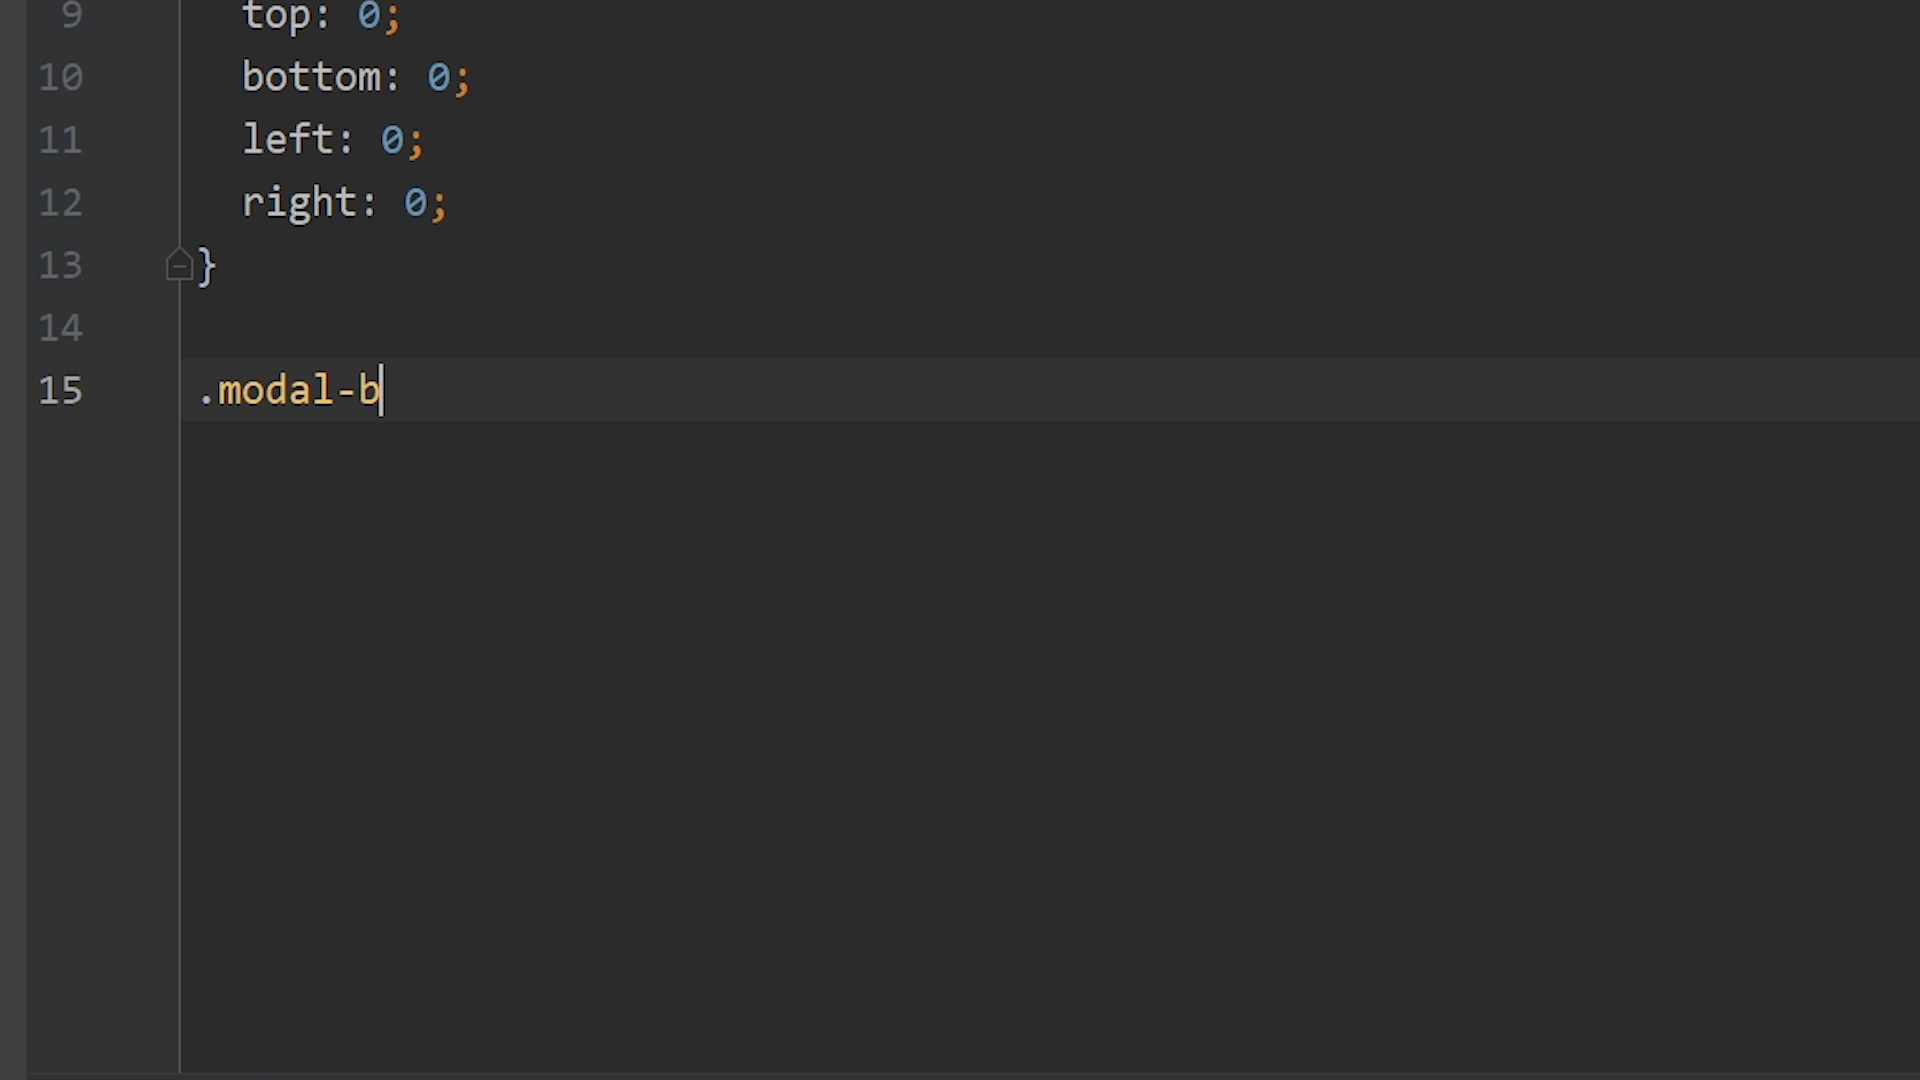 9 top: 0;
10 bottom: 0;
11 left: 0;
12 right: 0;
13 }
14
15 .modal-b